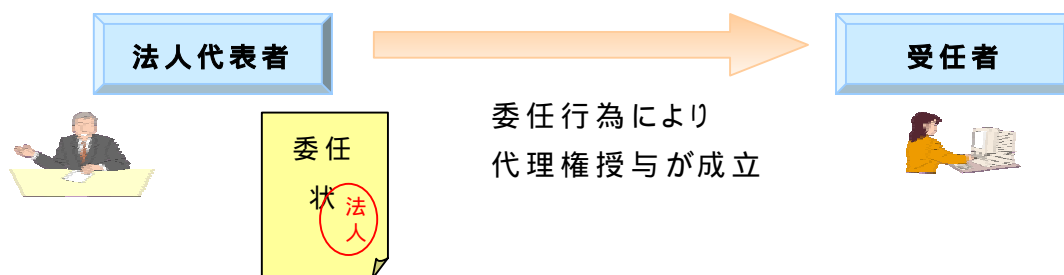 法人代表者
受任者
委任行為により
代理権授与が成立
委任
状
法
人